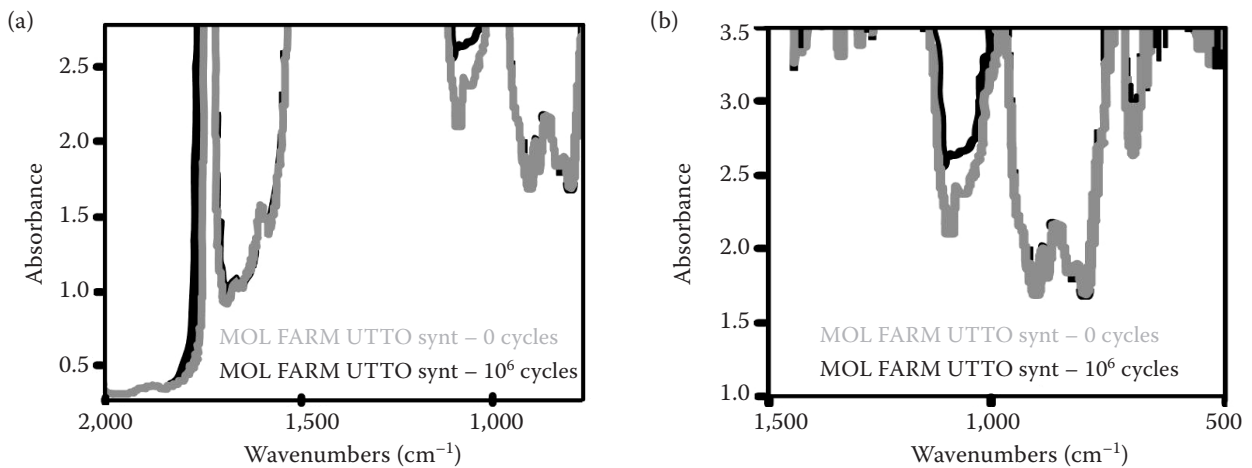 (a)
2.5
2.0
1.5
1.0
0.5
Absorbance
MOL FARM UTTO synt – 0 cycles
MOL FARM UTTO synt – 10⁶ cycles
2,000 1,500 1,000
Wavenumbers (cm⁻¹)
(b)
3.5
3.0
2.5
2.0
1.5
1.0
Absorbance
MOL FARM UTTO synt – 0 cycles
MOL FARM UTTO synt – 10⁶ cycles
1,500 1,000 500
Wavenumbers (cm⁻¹)